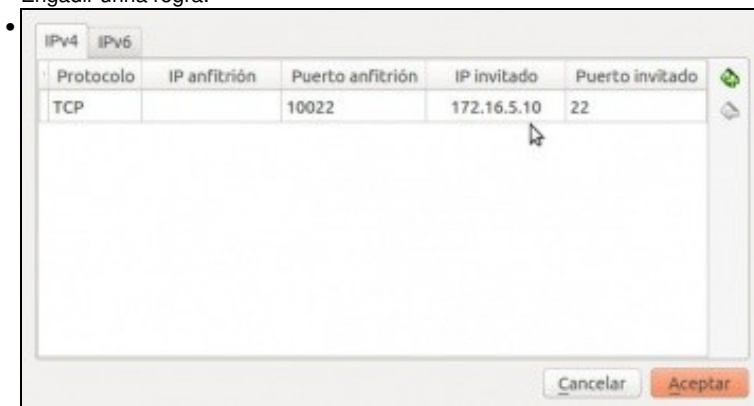 Engadir unha regra.
IPv4 IPv6
Protocolo IP anfitrión Puerto anfitrión IP invitado Puerto invitado
TCP 10022 172.16.5.10 22
Cancelar Aceptar